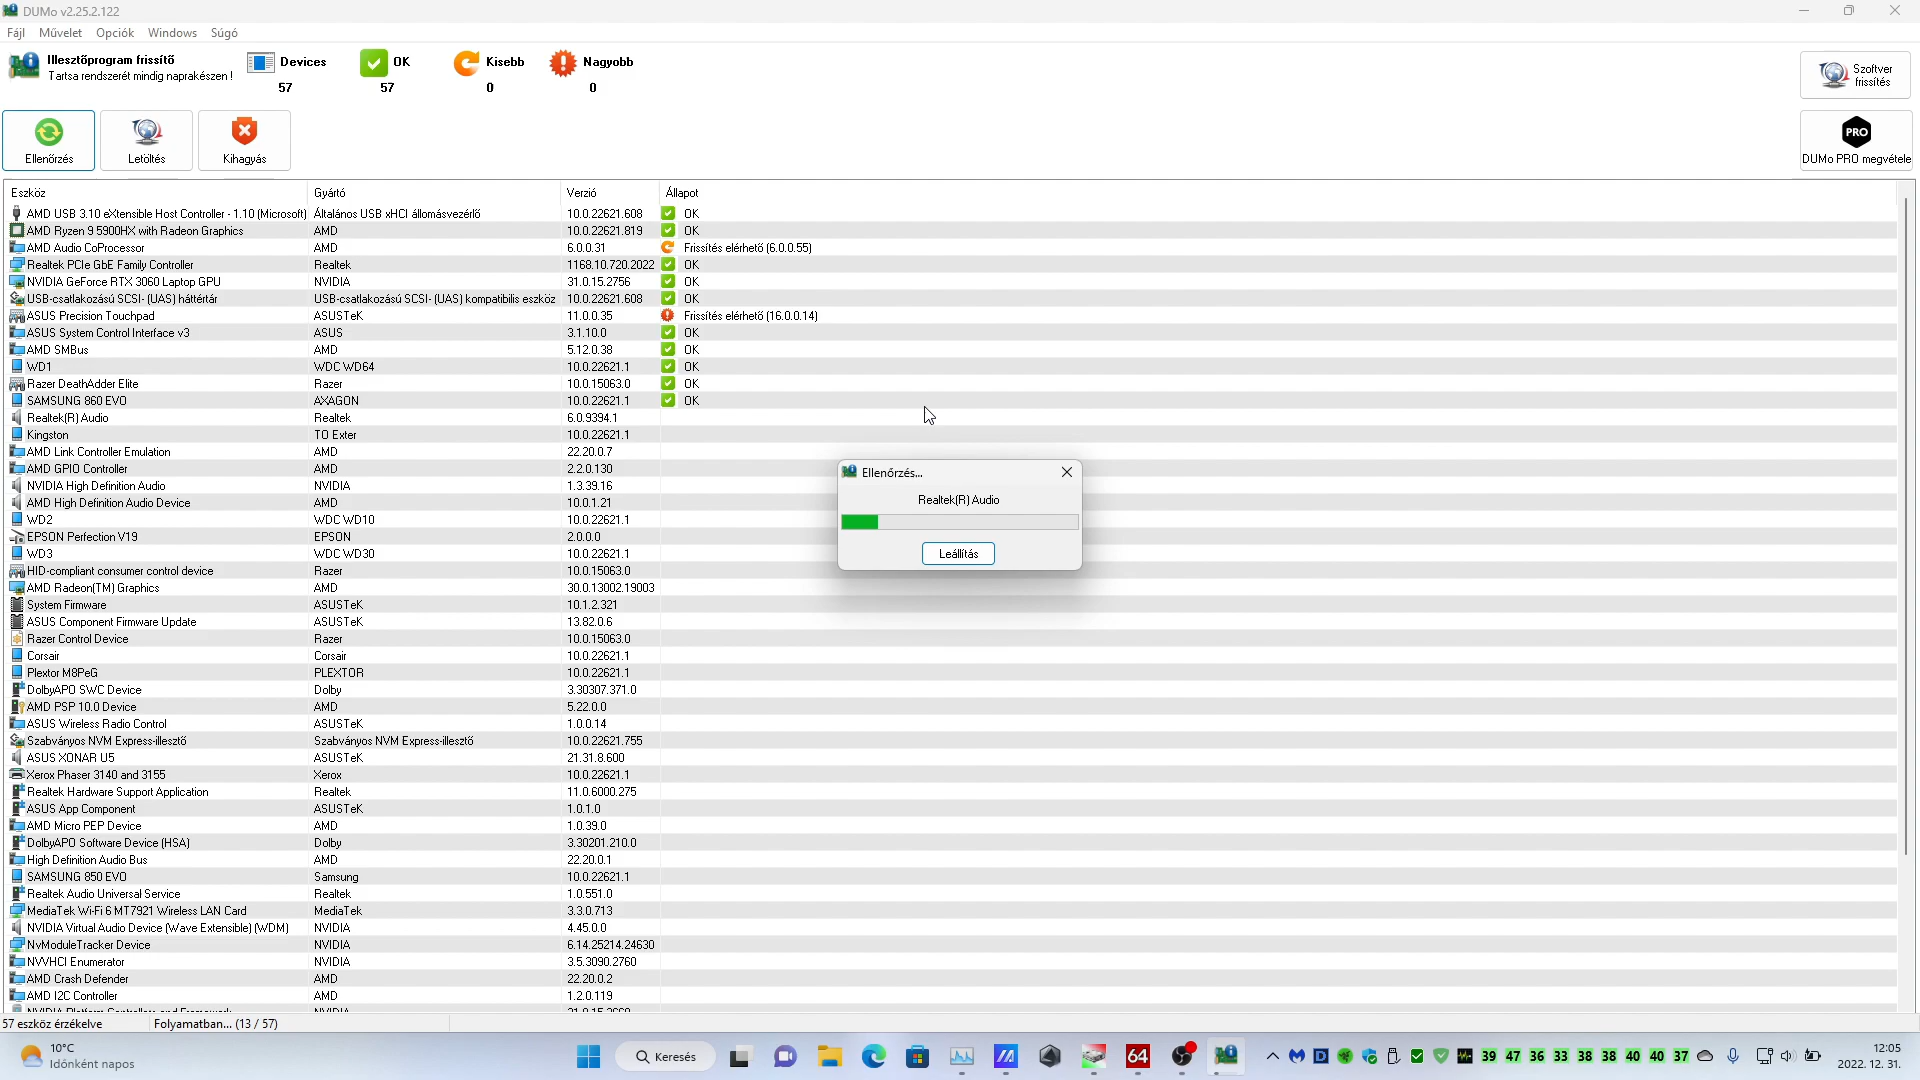 DUMo v2.25.2.122
Fájl Művelet Opciók Windows Súgó
Illesztőprogram frissítő
Tartsa rendszerét mindig naprakészen !
Devices 57
OK 57
Kisebb 0
Nagyobb 0
Szoftver frissítés
Ellenőrzés
Letöltés
Kihagyás
PRO
DUMo PRO megvétele
Eszköz Gyártó Verzió Állapot
AMD USB 3.10 eXtensible Host Controller - 1.10 (Microsoft) Általános USB xHCI állomásvezérlő 10.0.22621.608 OK
AMD Ryzen 9 5900HX with Radeon Graphics AMD 10.0.22621.819 OK
AMD Audio CoProcessor AMD 6.0.0.31 Frissítés elérhető (6.0.0.55)
Realtek PCIe GbE Family Controller Realtek 1168.10.720.2022 OK
NVIDIA GeForce RTX 3060 Laptop GPU NVIDIA 31.0.15.2756 OK
USB-csatlakozású SCSI- (UAS) háttértár USB-csatlakozású SCSI- (UAS) kompatibilis eszköz 10.0.22621.608 OK
ASUS Precision Touchpad ASUSTeK 11.0.0.35 Frissítés elérhető (16.0.0.14)
ASUS System Control Interface v3 ASUS 3.1.10.0 OK
AMD SMBus AMD 5.12.0.38 OK
WD1 WDC WD64 10.0.22621.1 OK
Razer DeathAdder Elite Razer 10.0.15063.0 OK
SAMSUNG 860 EVO AXAGON 10.0.22621.1 OK
Realtek(R) Audio Realtek 6.0.9394.1
Kingston TO Exter 10.0.22621.1
AMD Link Controller Emulation AMD 22.20.0.7
AMD GPIO Controller AMD 2.2.0.130
NVIDIA High Definition Audio NVIDIA 1.3.39.16
AMD High Definition Audio Device AMD 10.0.1.21
WD2 WDC WD10 10.0.22621.1
EPSON Perfection V19 EPSON 2.0.0.0
WD3 WDC WD30 10.0.22621.1
HID-compliant consumer control device Razer 10.0.15063.0
AMD Radeon(TM) Graphics AMD 30.0.13002.19003
System Firmware ASUSTeK 10.1.2.321
ASUS Component Firmware Update ASUSTeK 13.82.0.6
Razer Control Device Razer 10.0.15063.0
Corsair Corsair 10.0.22621.1
Plextor M8PeG PLEXTOR 10.0.22621.1
DolbyAPO SWC Device Dolby 3.30307.371.0
AMD PSP 10.0 Device AMD 5.22.0.0
ASUS Wireless Radio Control ASUSTeK 1.0.0.14
Szabványos NVM Express-illesztő Szabványos NVM Express-illesztő 10.0.22621.755
ASUS XONAR U5 ASUSTeK 21.31.8.600
Xerox Phaser 3140 and 3155 Xerox 10.0.22621.1
Realtek Hardware Support Application Realtek 11.0.6000.275
ASUS App Component ASUSTeK 1.0.1.0
AMD Micro PEP Device AMD 1.0.39.0
DolbyAPO Software Device (HSA) Dolby 3.30201.210.0
High Definition Audio Bus AMD 22.20.0.1
SAMSUNG 850 EVO Samsung 10.0.22621.1
Realtek Audio Universal Service Realtek 1.0.551.0
MediaTek Wi-Fi 6 MT7921 Wireless LAN Card MediaTek 3.3.0.713
NVIDIA Virtual Audio Device (Wave Extensible) (WDM) NVIDIA 4.45.0.0
NvModuleTracker Device NVIDIA 6.14.25214.24630
NVVHCI Enumerator NVIDIA 3.5.3090.2760
AMD Crash Defender AMD 22.20.0.2
AMD I2C Controller AMD 1.2.0.119
Ellenőrzés...
Realtek(R) Audio
Leállítás
57 eszköz érzékelve Folyamatban... (13 / 57)
10°C
Időnként napos
Keresés
64
39 47 36 33 38 38 40 40 37
12:05
2022. 12. 31.